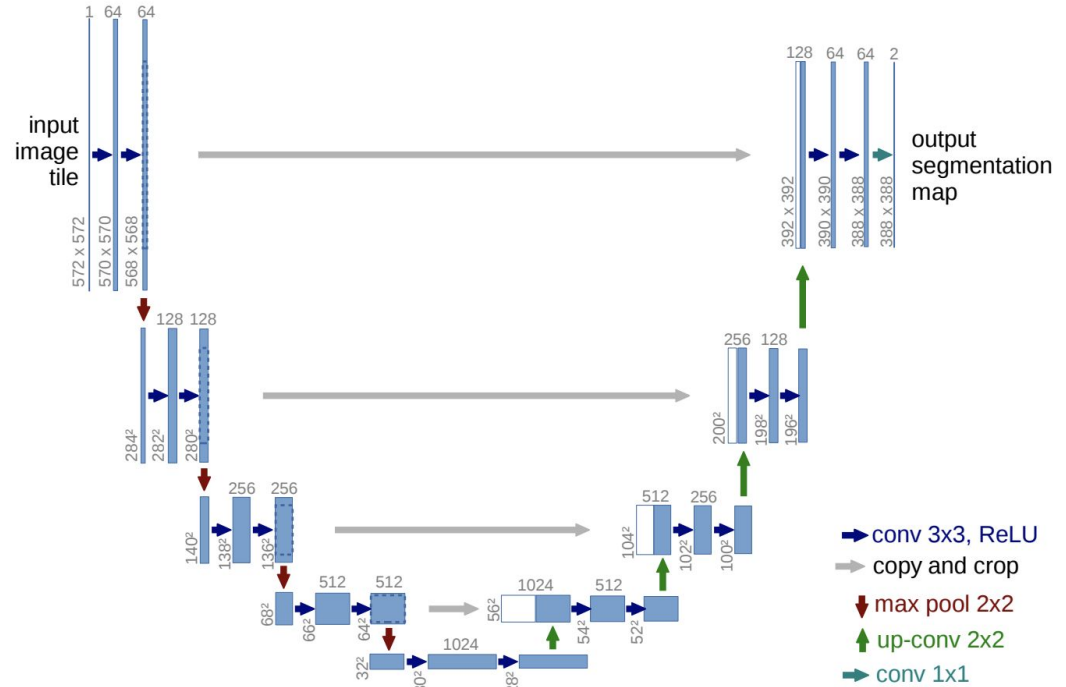 1 64 64
input
image
tile
572 x 572
570 x 570
568 x 568
128 64 64 2
output
segmentation
map
392 x 392
390 x 390
388 x 388
388 x 388
128 128
284²
282²
280²
256 128
200²
198²
196²
256 256
140²
138²
136²
512 256
104²
102²
100²
512 512
68²
66²
64²
1024 512
56²
54²
52²
1024
32²
conv 3x3, ReLU
copy and crop
max pool 2x2
up-conv 2x2
conv 1x1